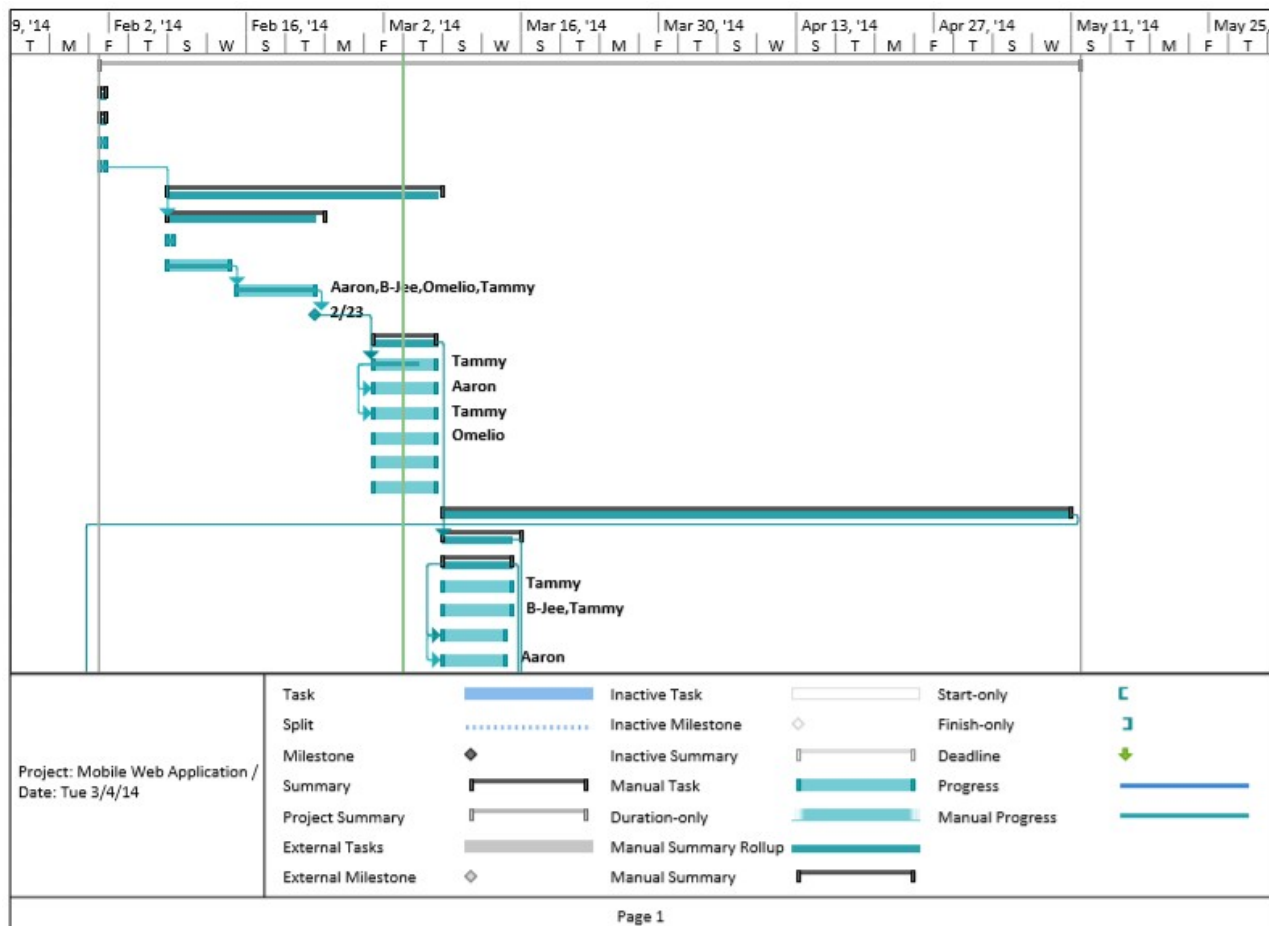 9, '14 Feb 2, '14 Feb 16, '14 Mar 2, '14 Mar 16, '14 Mar 30, '14 Apr 13, '14 Apr 27, '14 May 11, '14 May 25,
T M F T S W S T M F T S W S T M F T S W S T M F T S W S T M F T
Aaron,B-Jee,Omelio,Tammy
2/23
Tammy
Aaron
Tammy
Omelio
Tammy
B-Jee,Tammy
Aaron
Project: Mobile Web Application /
Date: Tue 3/4/14
Task Inactive Task Start-only
Split Inactive Milestone Finish-only
Milestone Inactive Summary Deadline
Summary Manual Task Progress
Project Summary Duration-only Manual Progress
External Tasks Manual Summary Rollup
External Milestone Manual Summary
Page 1